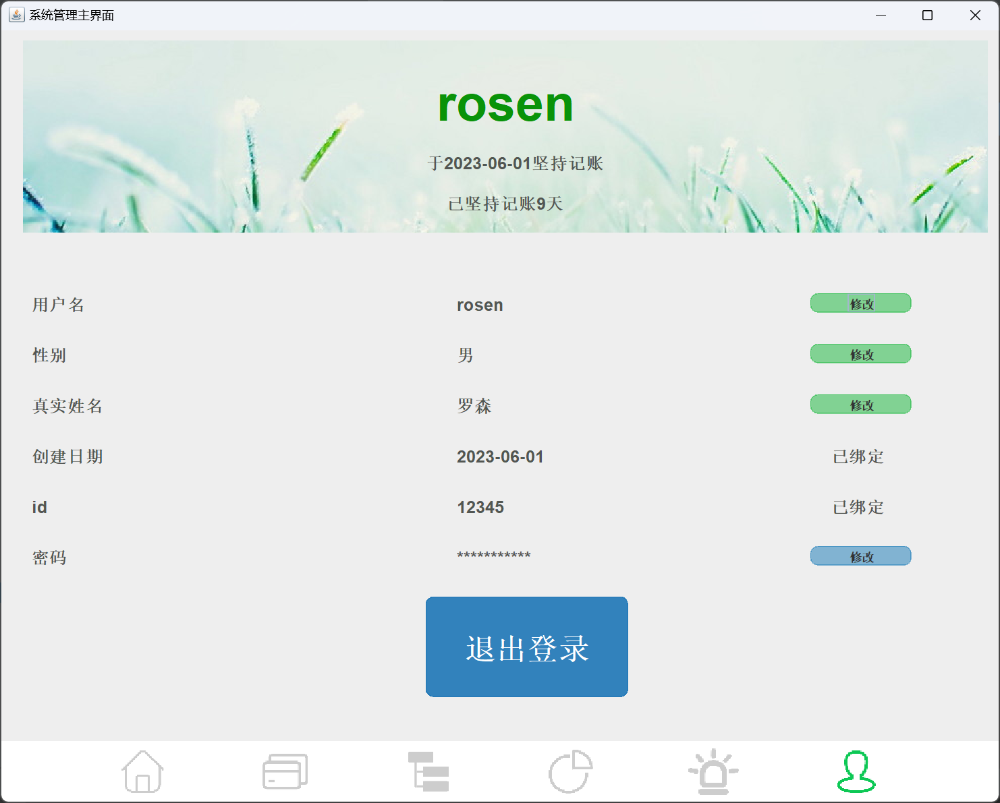 系统管理主界面
rosen
于2023-06-01坚持记账
已坚持记账9天
用户名 rosen 修改
性别 男 修改
真实姓名 罗森 修改
创建日期 2023-06-01 已绑定
id 12345 已绑定
密码 *********** 修改
退出登录